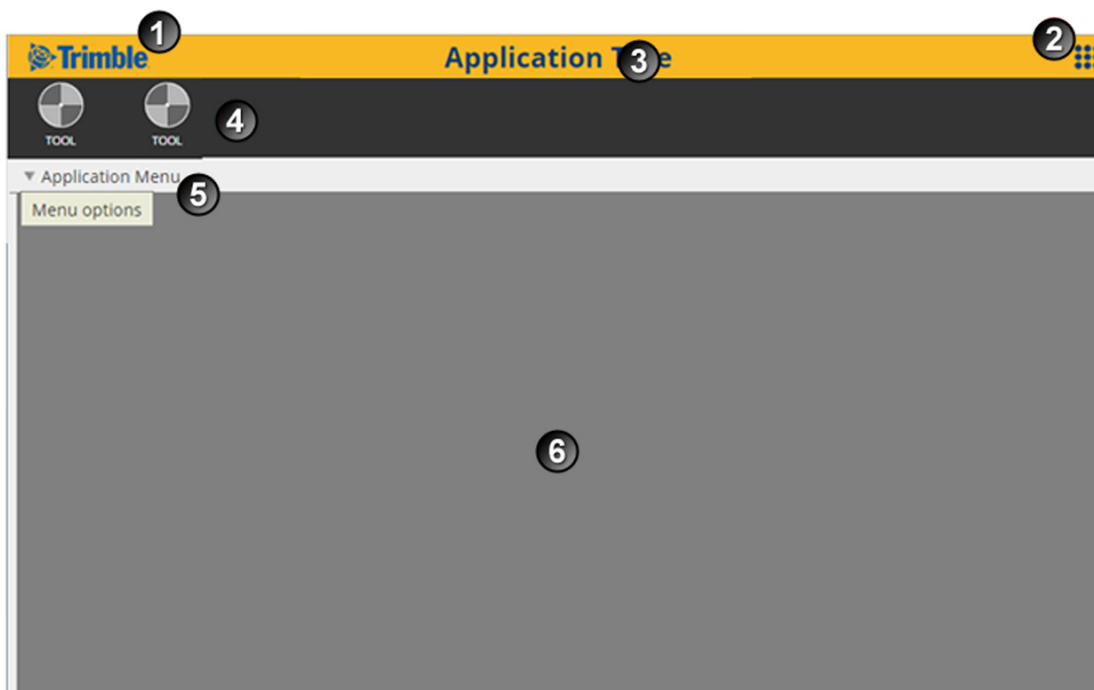 1
2
Trimble
Application T e
3
TOOL
TOOL
4
Application Menu
5
Menu options
6